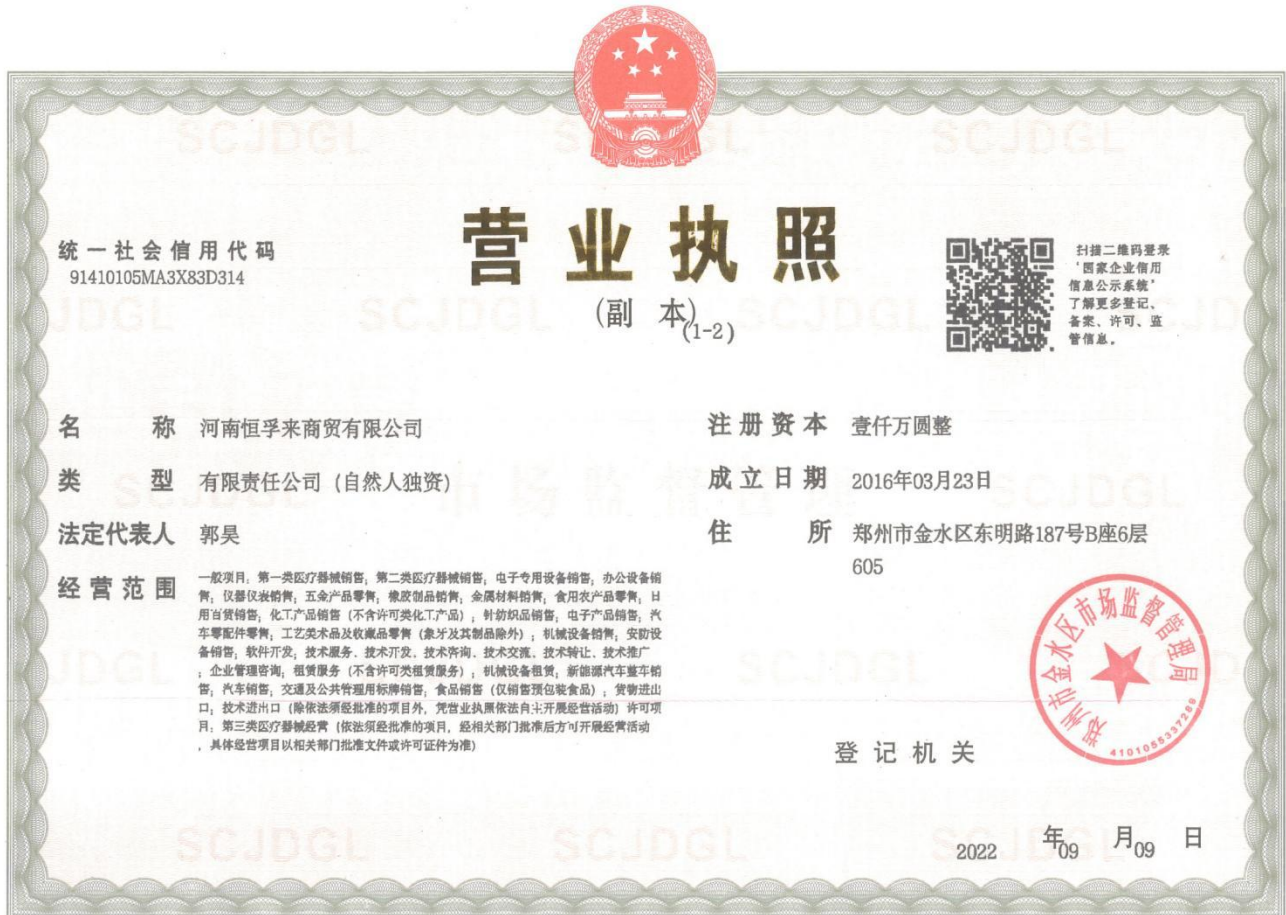 营业执照
(副 本)(1-2)
统一社会信用代码
91410105MA3X83D314
扫描二维码登录
‘国家企业信用
信息公示系统’
了解更多登记、
备案、许可、监
管信息。
名 称 河南恒孚来商贸有限公司
类 型 有限责任公司 (自然人独资)
法定代表人 郭昊
经营范围 一般项目:第一类医疗器械销售;第二类医疗器械销售;电子专用设备销售;办公设备销
售;仪器仪表销售;五金产品零售;橡胶制品销售;金属材料销售;食用农产品零售;日
用百货销售;化工产品销售(不含许可类化工产品);针纺织品销售;电子产品销售;汽
车零配件零售;工艺美术品及收藏品零售(象牙及其制品除外);机械设备销售;安防设
备销售;软件开发;技术服务、技术开发、技术咨询、技术交流、技术转让、技术推广
;企业管理咨询;租赁服务(不含许可类租赁服务);机械设备租赁;新能源汽车整车销
售;汽车销售;交通及公共管理用标牌销售;食品销售(仅销售预包装食品);货物进出
口;技术进出口(除依法须经批准的项目外,凭营业执照依法自主开展经营活动)许可项
目:第三类医疗器械经营(依法须经批准的项目,经相关部门批准后方可开展经营活动
,具体经营项目以相关部门批准文件或许可证件为准)
注册资本 壹仟万圆整
成立日期 2016年03月23日
住 所 郑州市金水区东明路187号B座6层
605
登记机关
郑州市金水区市场监督管理局
4101055337289
2022 年09 月09 日
SCJDGL
市场监督管理